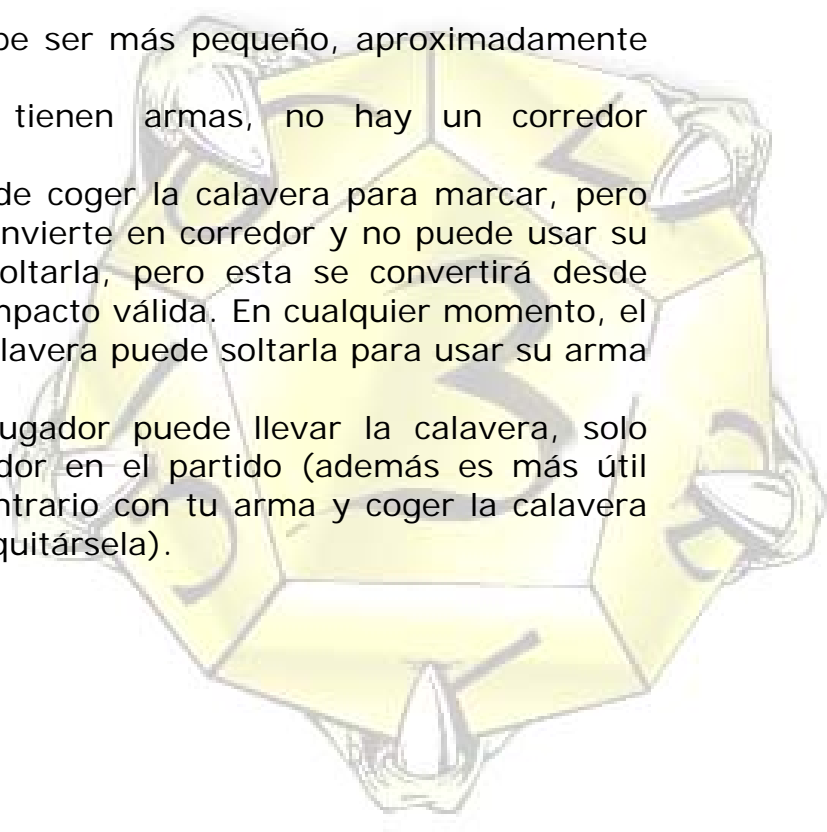 be ser más pequeño, aproximadamente
tienen armas, no hay un corredor
de coger la calavera para marcar, pero
nvierte en corredor y no puede usar su
oltarla, pero esta se convertirá desde
mpacto válida. En cualquier momento, el
lavera puede soltarla para usar su arma
ugador puede llevar la calavera, solo
dor en el partido (además es más útil
ntrario con tu arma y coger la calavera
quitársela).
3